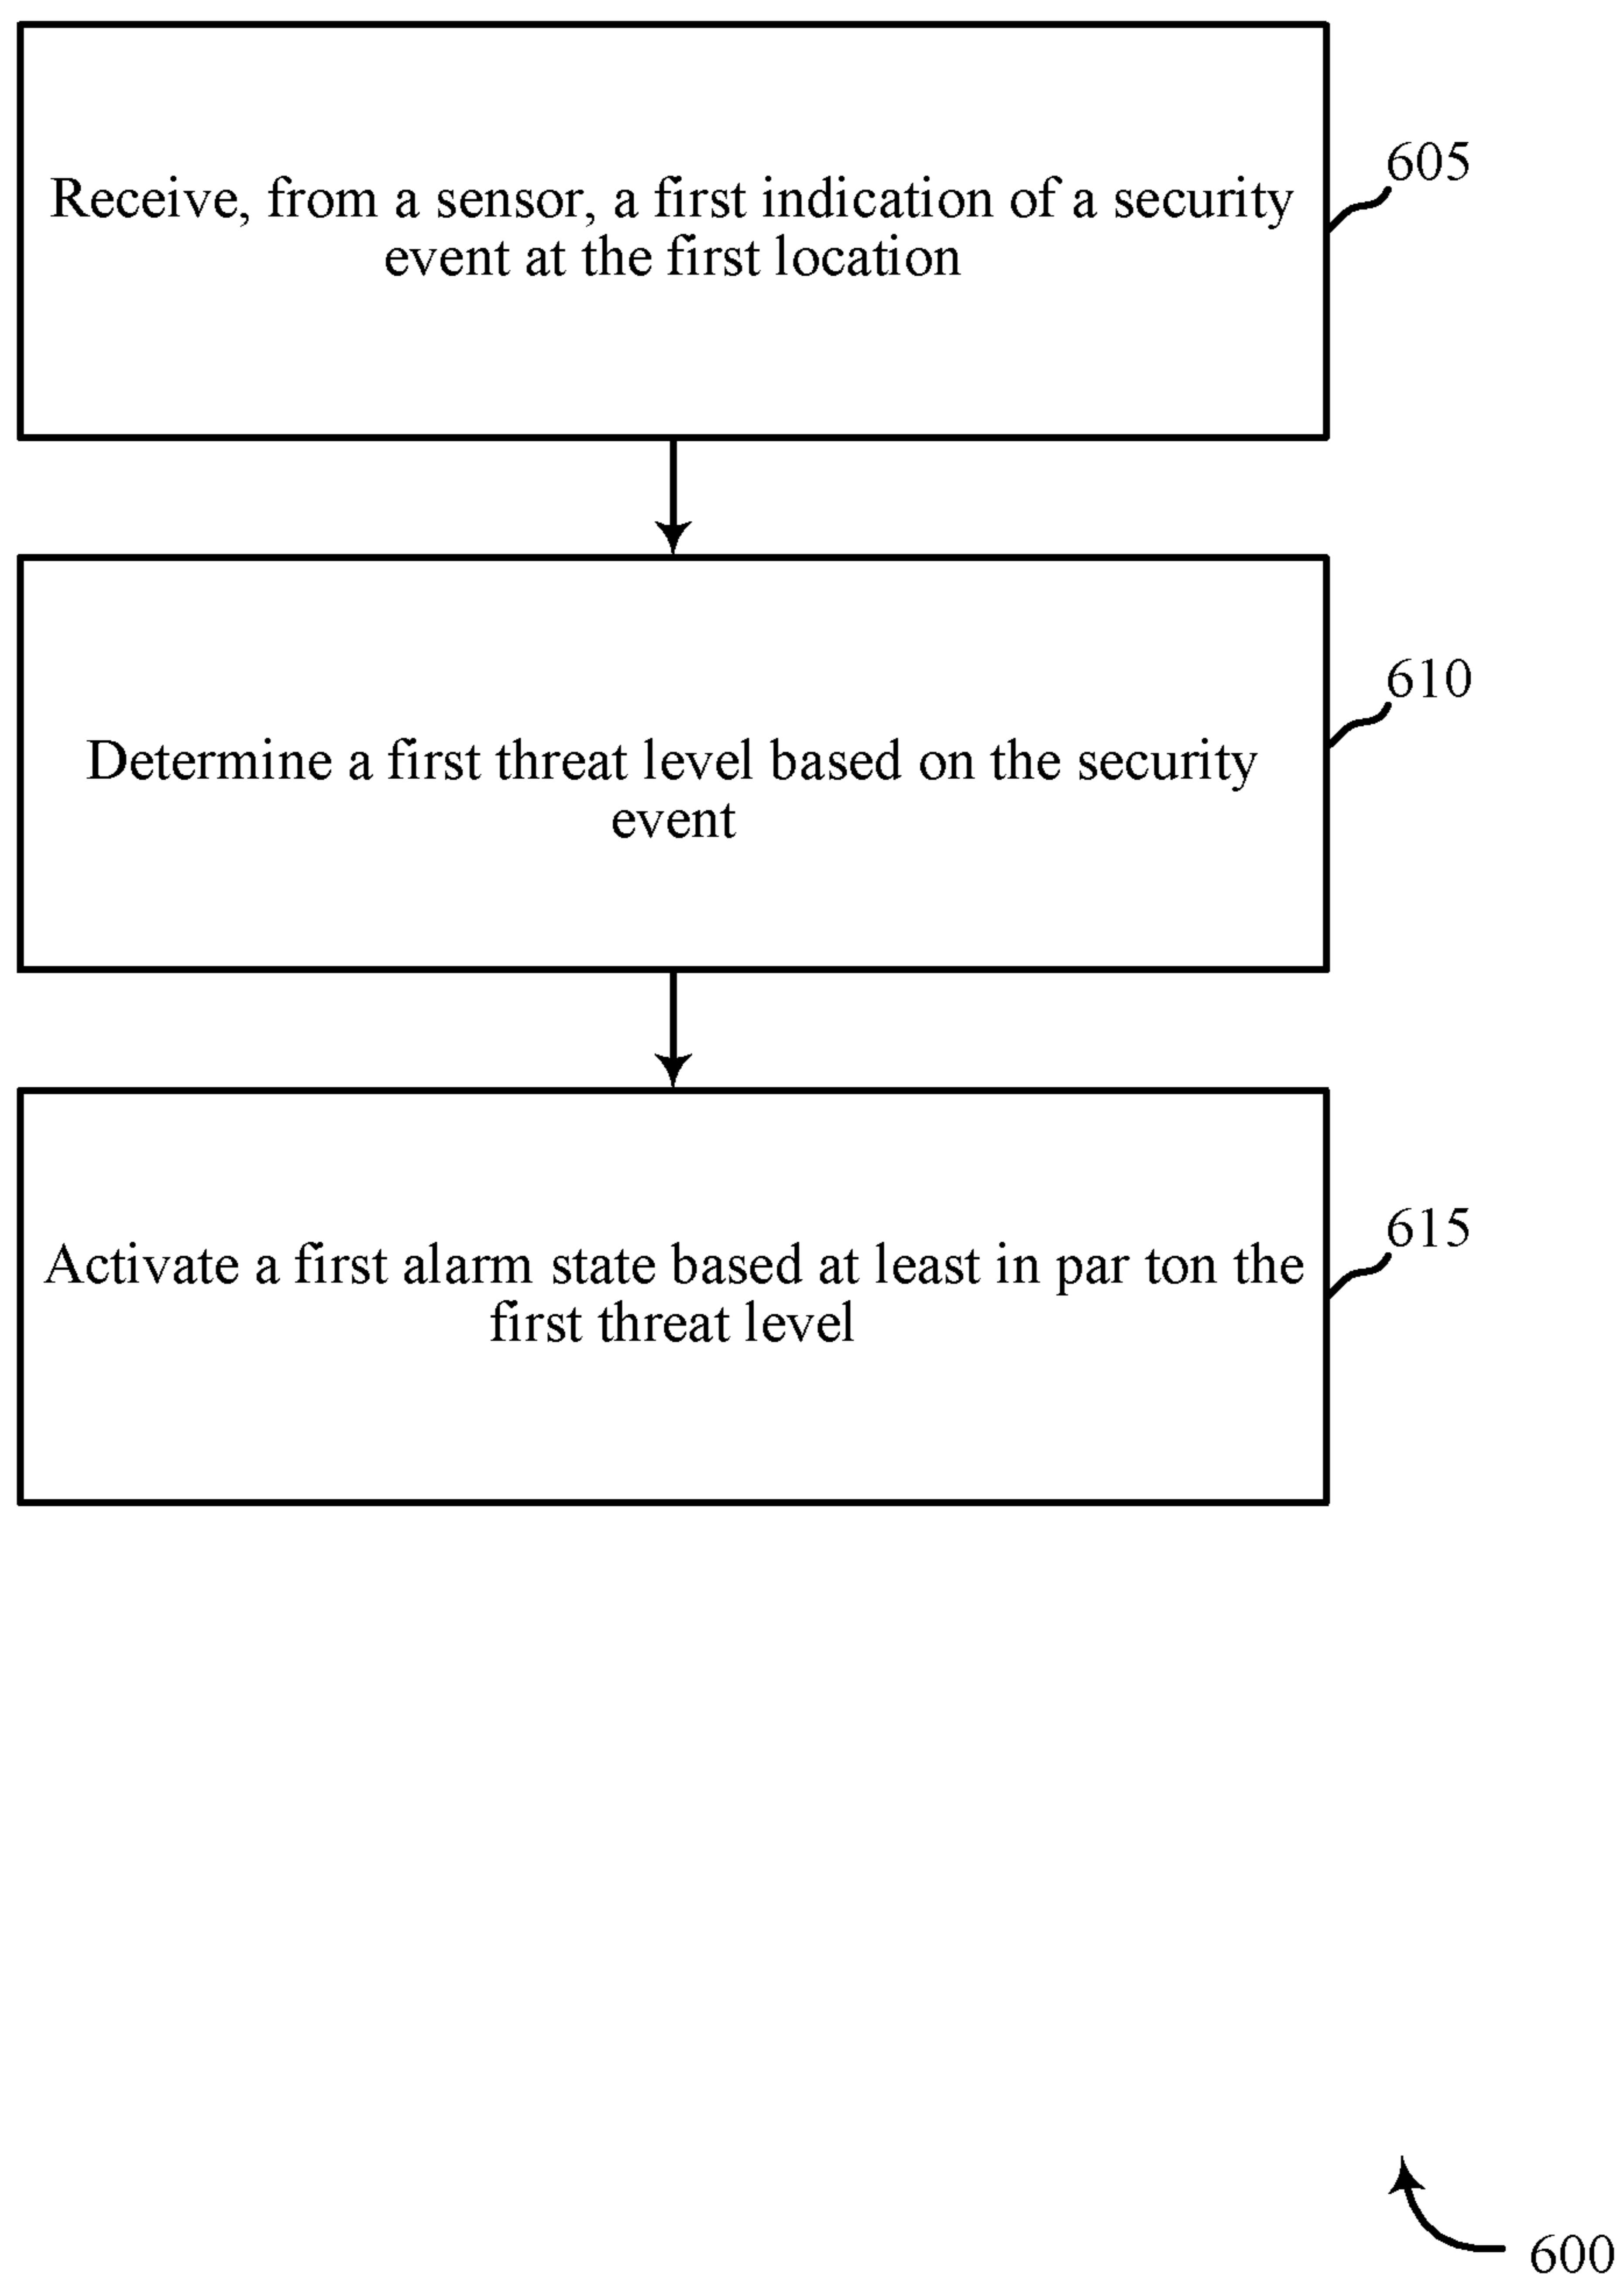 Receive, from a sensor, a first indication of a security
event at the first location
605
Determine a first threat level based on the security
event
610
Activate a first alarm state based at least in par ton the
first threat level
615
600